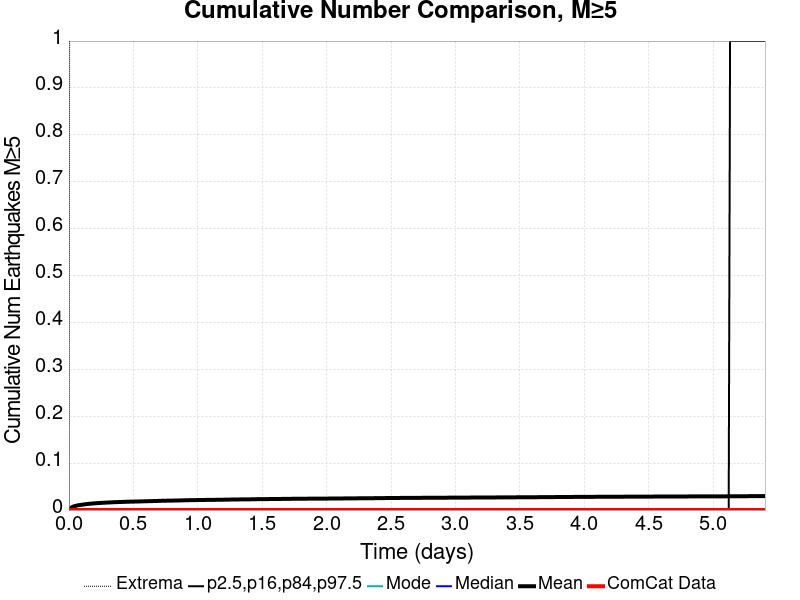 Cumulative Number Comparison, M≥5
Cumulative Num Earthquakes M≥5
1
0.9
0.8
0.7
0.6
0.5
0.4
0.3
0.2
0.1
0
0.0 0.5 1.0 1.5 2.0 2.5 3.0 3.5 4.0 4.5 5.0
Time (days)
Extrema p2.5,p16,p84,p97.5 Mode Median Mean ComCat Data